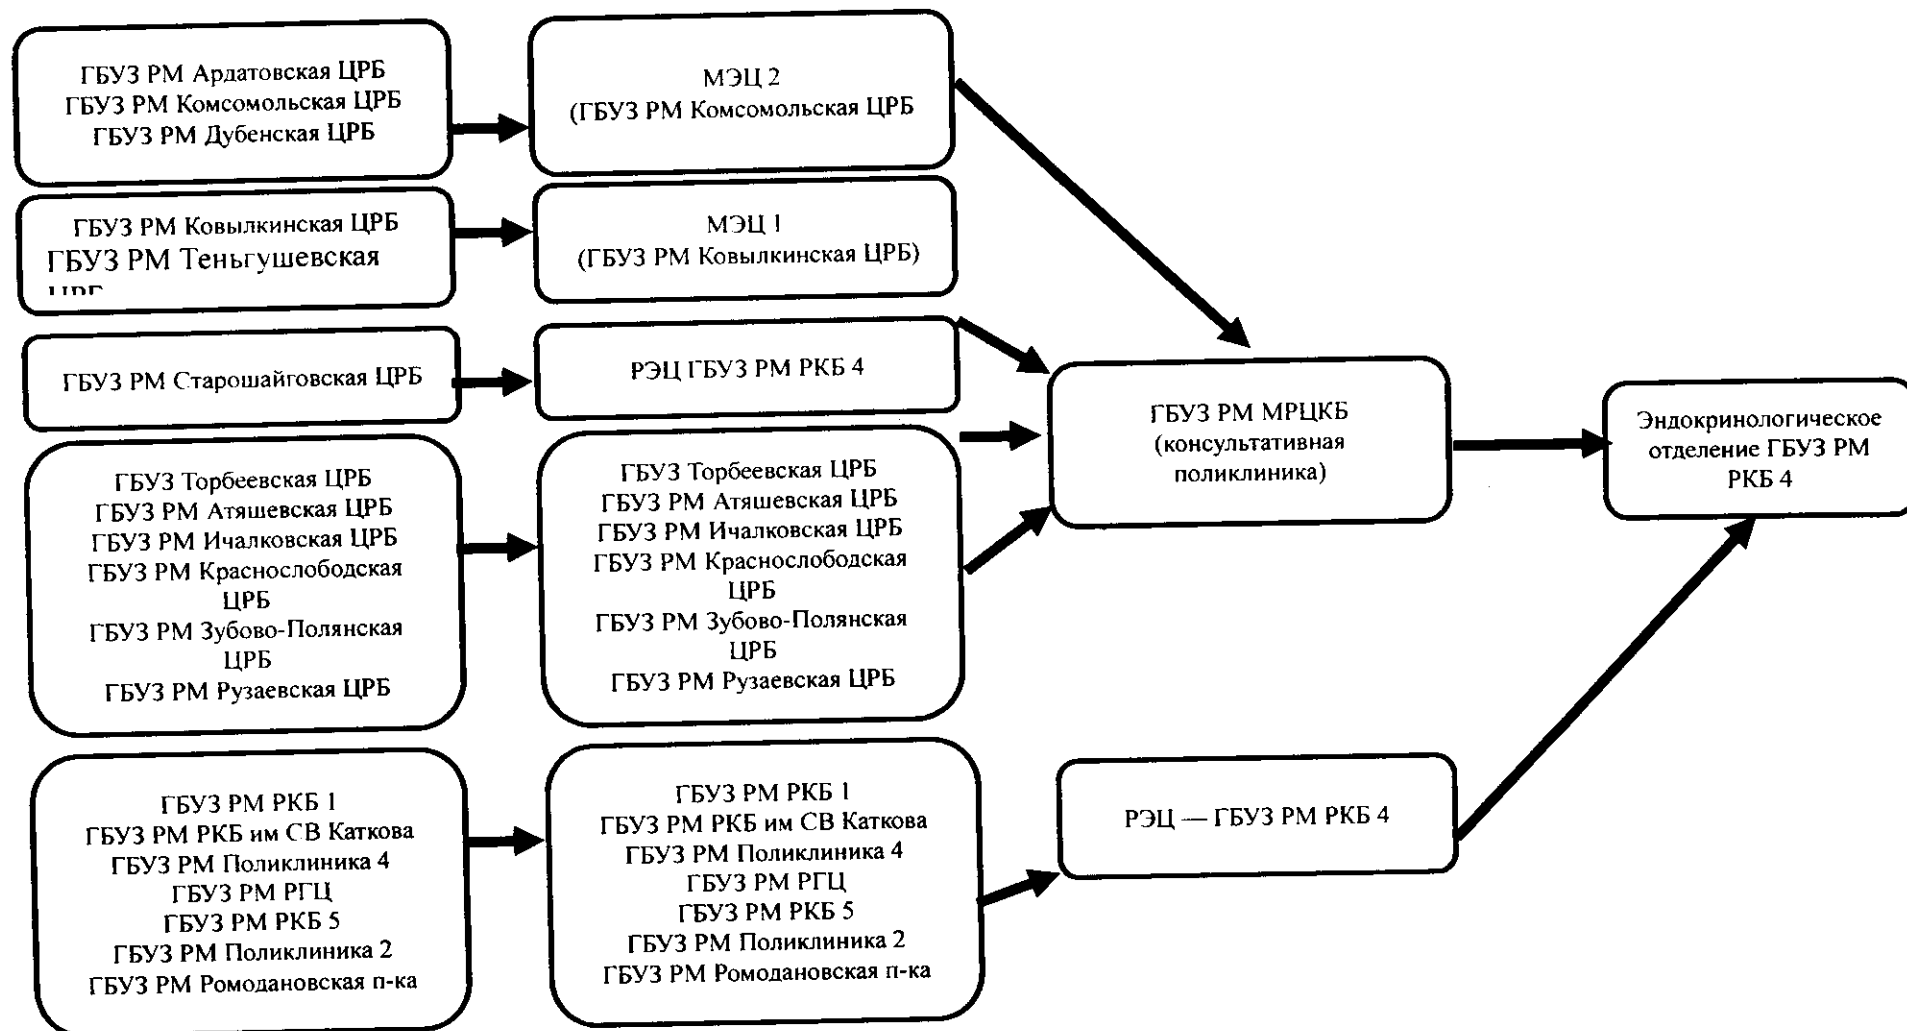 ГБУЗ РМ Ардатовская ЦРБ
ГБУЗ РМ Комсомольская ЦРБ
ГБУЗ РМ Дубенская ЦРБ
МЭЦ 2
(ГБУЗ РМ Комсомольская ЦРБ
ГБУЗ РМ Ковылкинская ЦРБ
ГБУЗ РМ Теньгушевская
ЦРБ
МЭЦ 1
(ГБУЗ РМ Ковылкинская ЦРБ)
ГБУЗ РМ Старошайговская ЦРБ
РЭЦ ГБУЗ РМ РКБ 4
ГБУЗ Торбеевская ЦРБ
ГБУЗ РМ Атяшевская ЦРБ
ГБУЗ РМ Ичалковская ЦРБ
ГБУЗ РМ Краснослободская
ЦРБ
ГБУЗ РМ Зубово-Полянская
ЦРБ
ГБУЗ РМ Рузаевская ЦРБ
ГБУЗ Торбеевская ЦРБ
ГБУЗ РМ Атяшевская ЦРБ
ГБУЗ РМ Ичалковская ЦРБ
ГБУЗ РМ Краснослободская
ЦРБ
ГБУЗ РМ Зубово-Полянская
ЦРБ
ГБУЗ РМ Рузаевская ЦРБ
ГБУЗ РМ МРЦКБ
(консультативная
поликлиника)
Эндокринологическое
отделение ГБУЗ РМ
РКБ 4
ГБУЗ РМ РКБ 1
ГБУЗ РМ РКБ им СВ Каткова
ГБУЗ РМ Поликлиника 4
ГБУЗ РМ РГЦ
ГБУЗ РМ РКБ 5
ГБУЗ РМ Поликлиника 2
ГБУЗ РМ Ромодановская п-ка
ГБУЗ РМ РКБ 1
ГБУЗ РМ РКБ им СВ Каткова
ГБУЗ РМ Поликлиника 4
ГБУЗ РМ РГЦ
ГБУЗ РМ РКБ 5
ГБУЗ РМ Поликлиника 2
ГБУЗ РМ Ромодановская п-ка
РЭЦ — ГБУЗ РМ РКБ 4